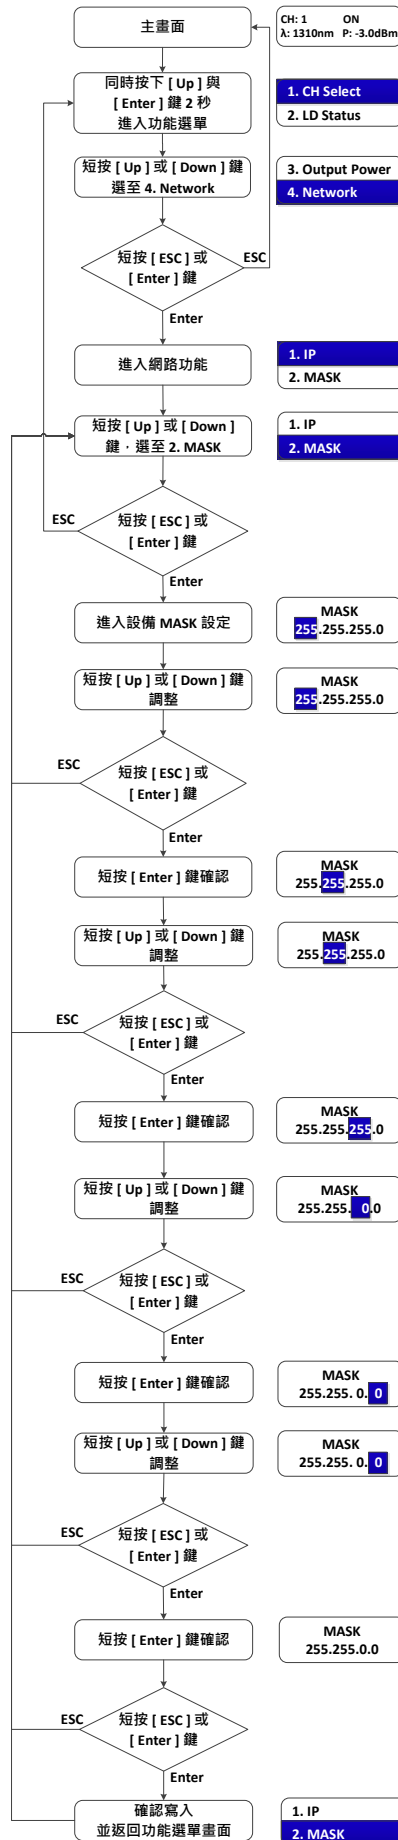 主畫面
CH: 1 ON
λ: 1310nm P: -3.0dBm
同時按下 [ Up ] 與
[ Enter ] 鍵 2 秒
進入功能選單
1. CH Select
2. LD Status
短按 [ Up ] 或 [ Down ] 鍵
選至 4. Network
3. Output Power
4. Network
短按 [ ESC ] 或
[ Enter ] 鍵
ESC
Enter
進入網路功能
1. IP
2. MASK
短按 [ Up ] 或 [ Down ]
鍵，選至 2. MASK
1. IP
2. MASK
ESC
短按 [ ESC ] 或
[ Enter ] 鍵
Enter
進入設備 MASK 設定
MASK
255.255.255.0
短按 [ Up ] 或 [ Down ] 鍵
調整
MASK
255.255.255.0
ESC
短按 [ ESC ] 或
[ Enter ] 鍵
Enter
短按 [ Enter ] 鍵確認
MASK
255.255.255.0
短按 [ Up ] 或 [ Down ] 鍵
調整
MASK
255.255.255.0
ESC
短按 [ ESC ] 或
[ Enter ] 鍵
Enter
短按 [ Enter ] 鍵確認
MASK
255.255.255.0
短按 [ Up ] 或 [ Down ] 鍵
調整
MASK
255.255. 0.0
ESC
短按 [ ESC ] 或
[ Enter ] 鍵
Enter
短按 [ Enter ] 鍵確認
MASK
255.255. 0. 0
短按 [ Up ] 或 [ Down ] 鍵
調整
MASK
255.255. 0. 0
ESC
短按 [ ESC ] 或
[ Enter ] 鍵
Enter
短按 [ Enter ] 鍵確認
MASK
255.255.0.0
ESC
短按 [ ESC ] 或
[ Enter ] 鍵
Enter
確認寫入
並返回功能選單畫面
1. IP
2. MASK